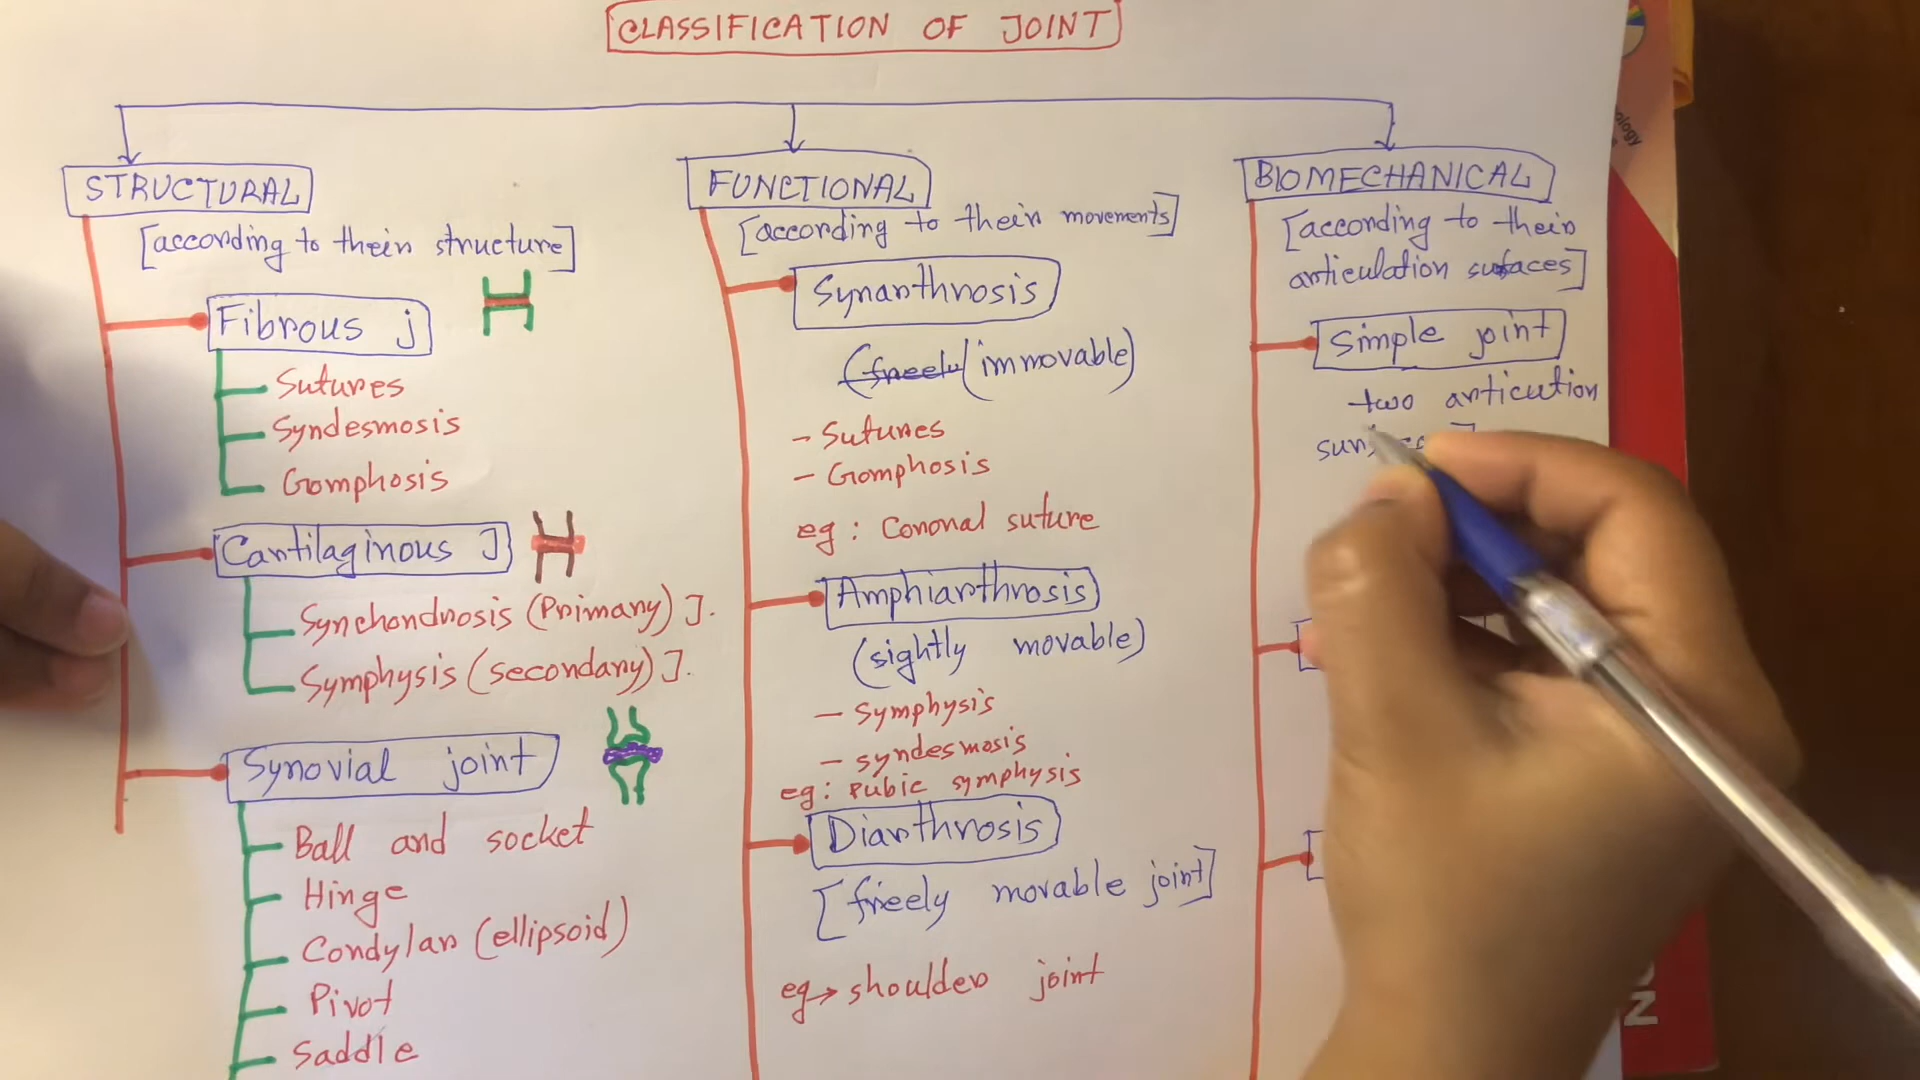 CLASSIFICATION OF JOINT
STRUCTURAL
[according to their structure]
Fibrous j
Sutures
Syndesmosis
Gomphosis
Cartilaginous J
Synchondrosis (Primary) J.
Symphysis (secondary) J.
Synovial joint
Ball and socket
Hinge
Condylar (ellipsoid)
Pivot
Saddle
FUNCTIONAL
[according to their movements]
Synarthrosis
(freely (immovable)
- Sutures
- Gomphosis
eg : Coronal suture
Amphiarthrosis
(sightly movable)
- Symphysis
- syndesmosis
eg : Pubic symphysis
Diarthrosis
[freely movable joint]
eg → shoulder joint
BIOMECHANICAL
[according to their
articulation sufaces]
Simple joint
two articution
ology
N